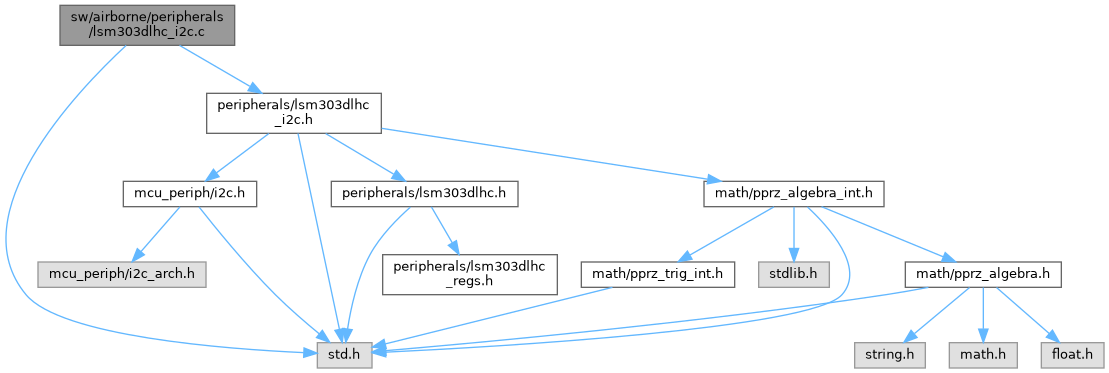 sw/airborne/peripherals
/lsm303dlhc_i2c.c
peripherals/lsm303dlhc
_i2c.h
mcu_periph/i2c.h
peripherals/lsm303dlhc.h
math/pprz_algebra_int.h
mcu_periph/i2c_arch.h
peripherals/lsm303dlhc
_regs.h
math/pprz_trig_int.h
stdlib.h
math/pprz_algebra.h
std.h
string.h
math.h
float.h